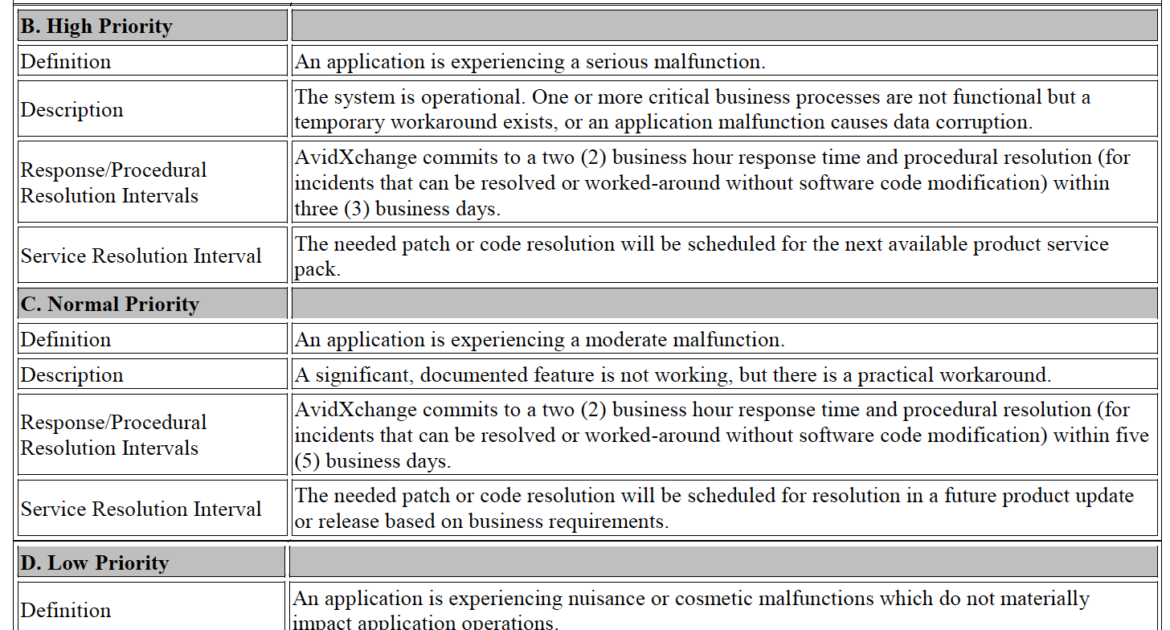 B. High Priority
Definition
An application is experiencing a serious malfunction.
Description
The system is operational. One or more critical business processes are not functional but a
temporary workaround exists, or an application malfunction causes data corruption.
Response/Procedural
Resolution Intervals
AvidXchange commits to a two (2) business hour response time and procedural resolution (for
incidents that can be resolved or worked-around without software code modification) within
three (3) business days.
Service Resolution Interval
The needed patch or code resolution will be scheduled for the next available product service
pack.
C. Normal Priority
Definition
An application is experiencing a moderate malfunction.
Description
A significant, documented feature is not working, but there is a practical workaround.
Response/Procedural
Resolution Intervals
AvidXchange commits to a two (2) business hour response time and procedural resolution (for
incidents that can be resolved or worked-around without software code modification) within five
(5) business days.
Service Resolution Interval
The needed patch or code resolution will be scheduled for resolution in a future product update
or release based on business requirements.
D. Low Priority
Definition
An application is experiencing nuisance or cosmetic malfunctions which do not materially
impact application operations.